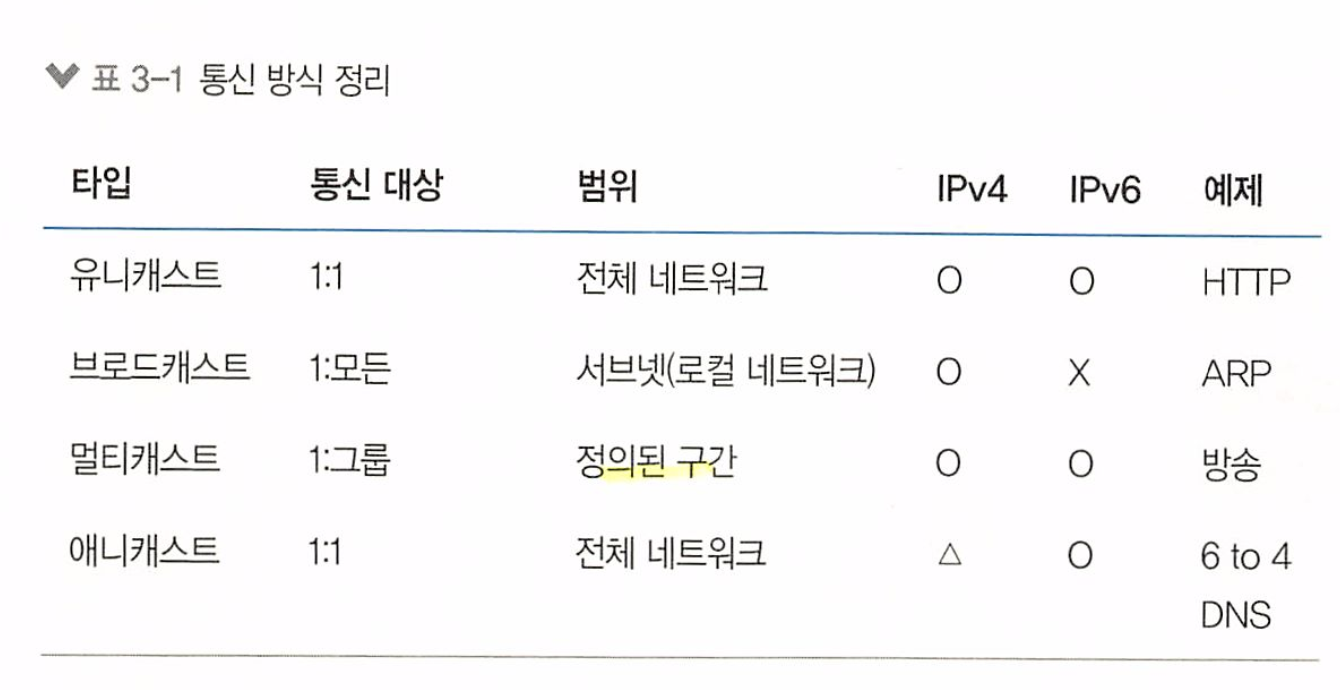 표 3-1 통신 방식 정리
타입 통신 대상 범위 IPv4 IPv6 예제
유니캐스트 1:1 전체 네트워크 O O HTTP
브로드캐스트 1:모든 서브넷(로컬 네트워크) O X ARP
멀티캐스트 1:그룹 정의된 구간 O O 방송
애니캐스트 1:1 전체 네트워크 △ O 6 to 4
DNS